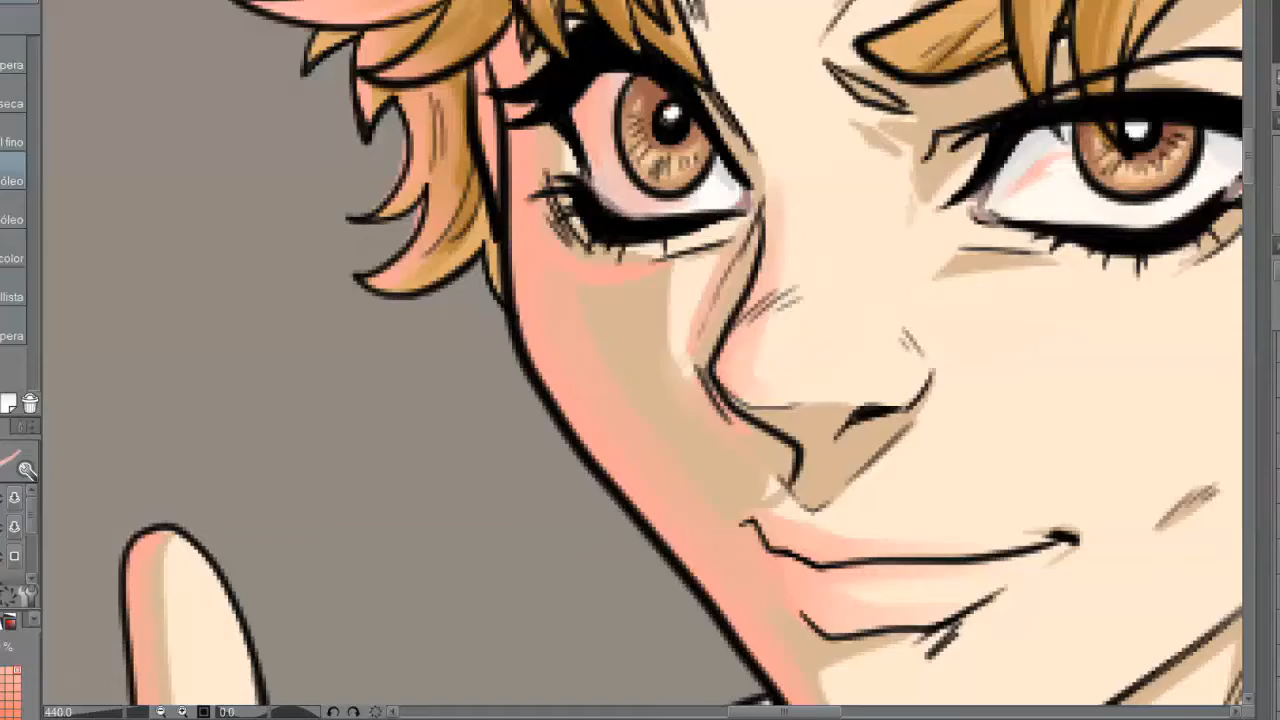 pera
seca
l fino
óleo
óleo
color
llista
pera
%
440.0
0.0